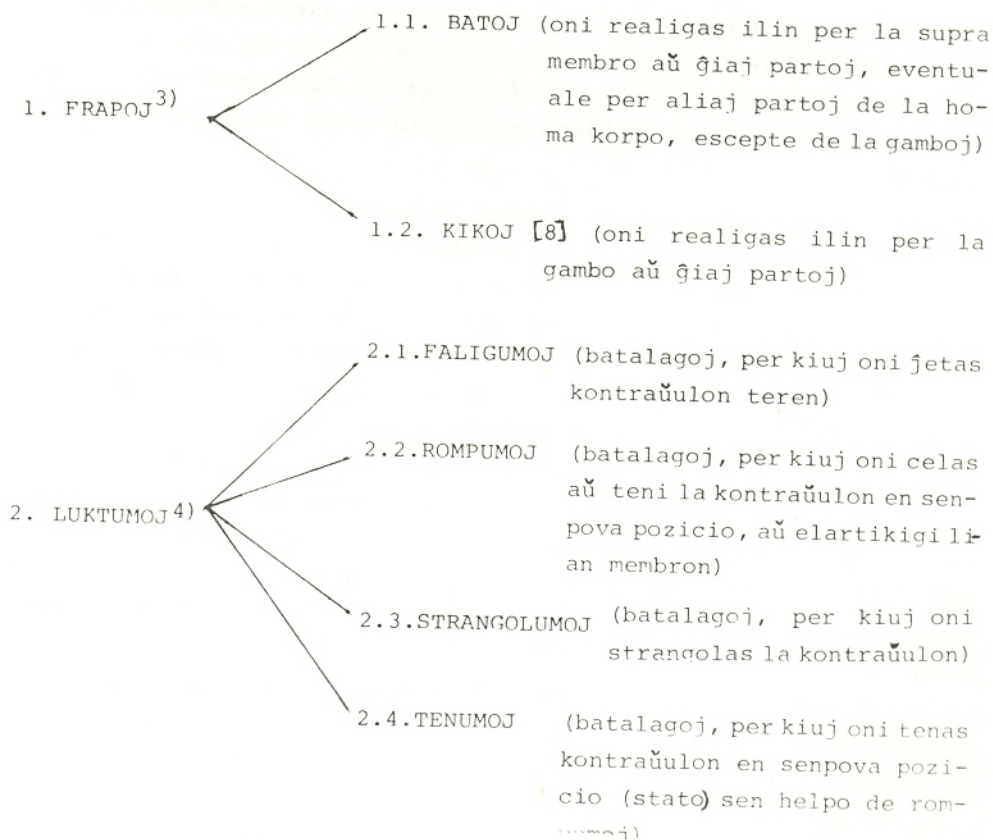 1.1. BATOJ (oni realigas ilin per la supra
membro aŭ ĝiaj partoj, eventu-
ale per aliaj partoj de la ho-
ma korpo, escepte de la gamboj)
1. FRAPOJ 3)
1.2. KIKOJ [8] (oni realigas ilin per la
gambo aŭ ĝiaj partoj)
2.1.FALIGUMOJ (batalagoj, per kiuj oni ĵetas
kontraŭulon teren)
2.2.ROMPUMOJ (batalagoj, per kiuj oni celas
aŭ teni la kontraŭulon en sen-
pova pozicio, aŭ elartikigi li-
an membron)
2. LUKTUMOJ 4)
2.3.STRANGOLUMOJ (batalagoj, per kiuj oni
strangolas la kontraŭulon)
2.4.TENUMOJ (batalagoj, per kiuj oni tenas
kontraŭulon en senpova pozi-
cio (stato) sen helpo de rom-